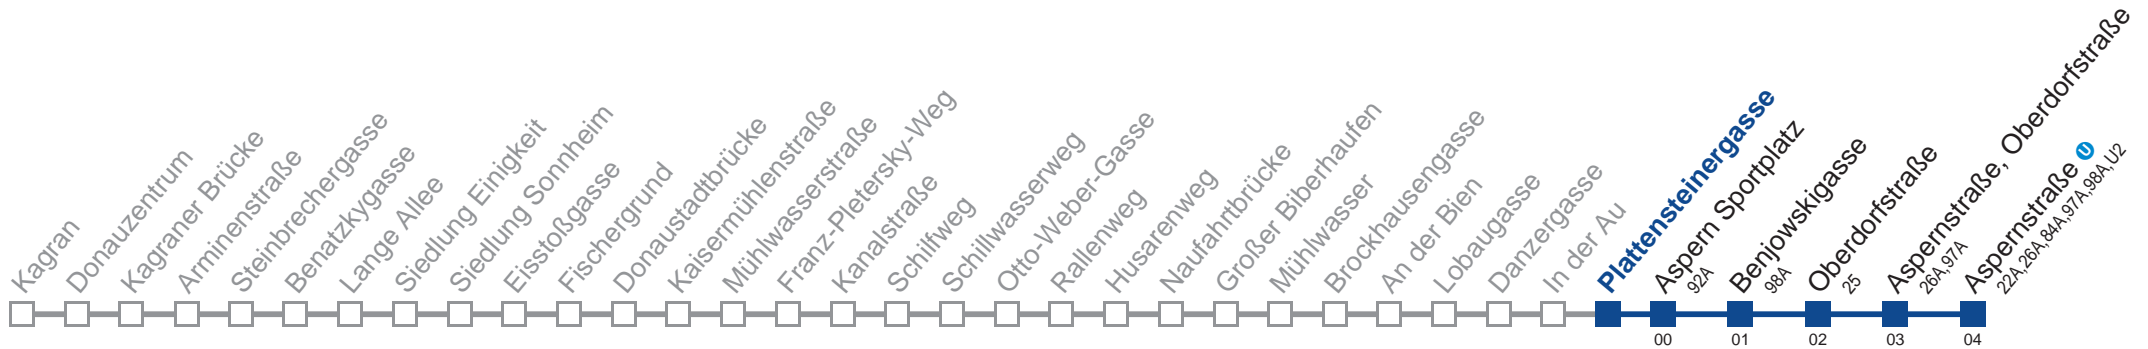 Kagran
Donauzentrum
Kagraner Brücke
Arminenstraße
Steinbrechergasse
Benatzkygasse
Lange Allee
Siedlung Einigkeit
Siedlung Sonnheim
Eisstoßgasse
Fischergrund
Donaustadtbrücke
Kaisermühlenstraße
Mühlwasserstraße
Franz-Pletersky-Weg
Kanalstraße
Schilfweg
Schillwasserweg
Otto-Weber-Gasse
Rallenweg
Husarenweg
Naufahrtbrücke
Großer Biberhaufen
Mühlwasser
Brockhausengasse
An der Bien
Lobaugasse
Danzergasse
In der Au
Plattensteinergasse
Aspern Sportplatz
92A
Benjowskigasse
98A
Oberdorfstraße
25
Aspernstraße, Oberdorfstraße
26A,97A
Aspernstraße U
22A,26A,84A,97A,98A,U2
00
01
02
03
04